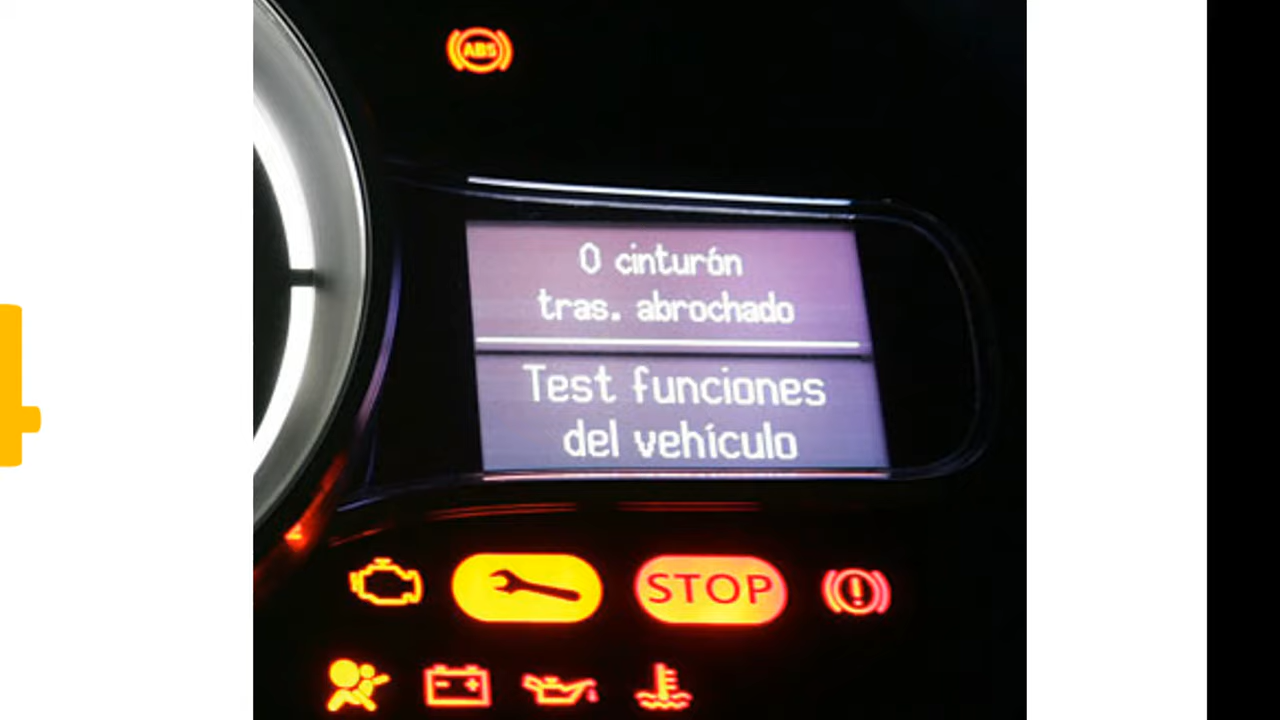 ABS
0 cinturón
tras. abrochado
Test funciones
del vehículo
STOP